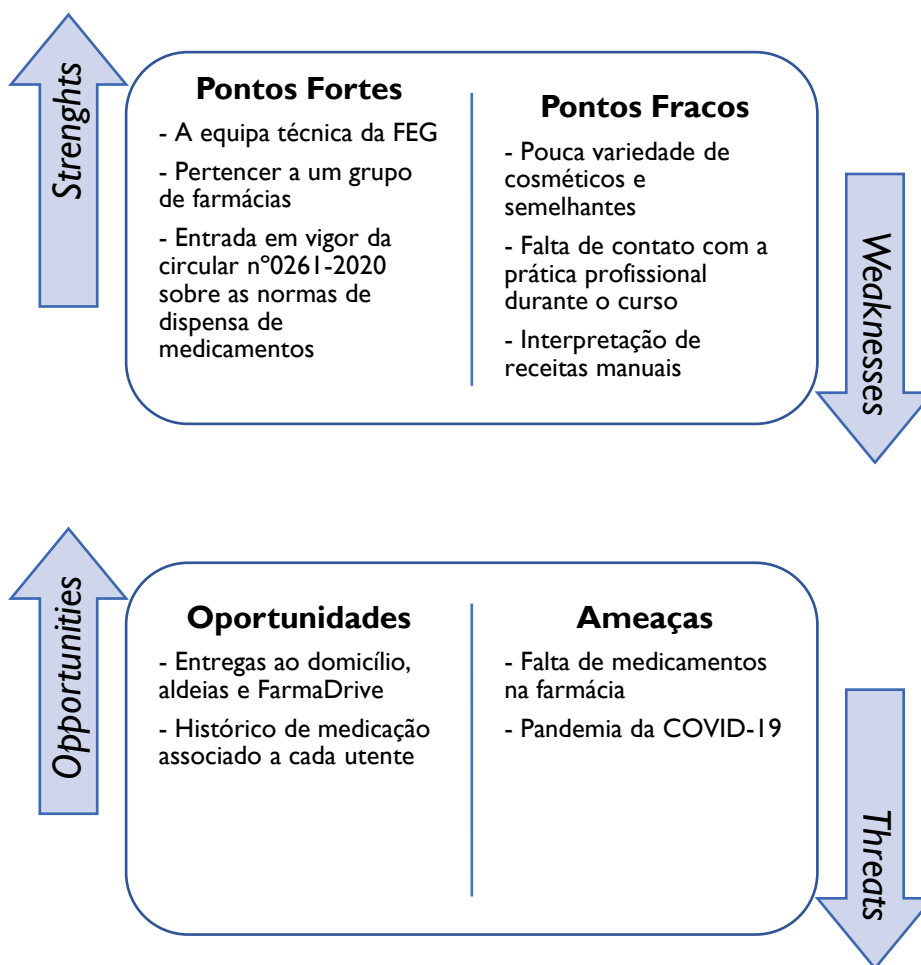 Strenghts
Pontos Fortes
- A equipa técnica da FEG
- Pertencer a um grupo
de farmácias
- Entrada em vigor da
circular nº0261-2020
sobre as normas de
dispensa de
medicamentos
Pontos Fracos
- Pouca variedade de
cosméticos e
semelhantes
- Falta de contato com a
prática profissional
durante o curso
- Interpretação de
receitas manuais
Weaknesses
Opportunities
Oportunidades
- Entregas ao domicílio,
aldeias e FarmaDrive
- Histórico de medicação
associado a cada utente
Ameaças
- Falta de medicamentos
na farmácia
- Pandemia da COVID-19
Threats